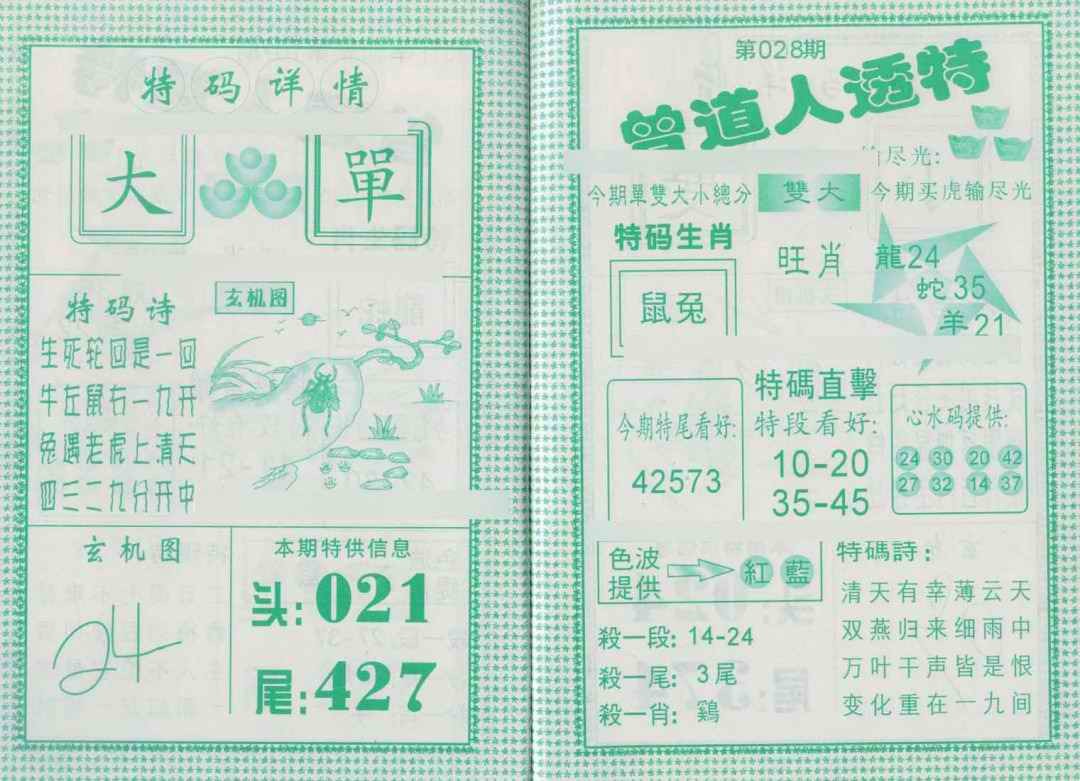 特码详情
大 單
特码诗
玄机图
生死轮回是一回
牛左鼠右一九开
兔遇老虎上清天
四三二九分开中
玄机图
24
本期特供信息
头:021
尾:427
第028期
曾道人透特
尽光:
今期單雙大小總分 雙大 今期买虎输尽光
特码生肖
鼠兔
旺肖
龍24
蛇35
羊21
今期特尾看好:
42573
特碼直擊
特段看好:
10-20
35-45
心水码提供:
24 30 20 42
27 32 14 37
色波
提供
紅 藍
殺一段: 14-24
殺一尾: 3尾
殺一肖: 鷄
特碼詩:
清天有幸薄云天
双燕归来细雨中
万叶千声皆是恨
变化重在一九间